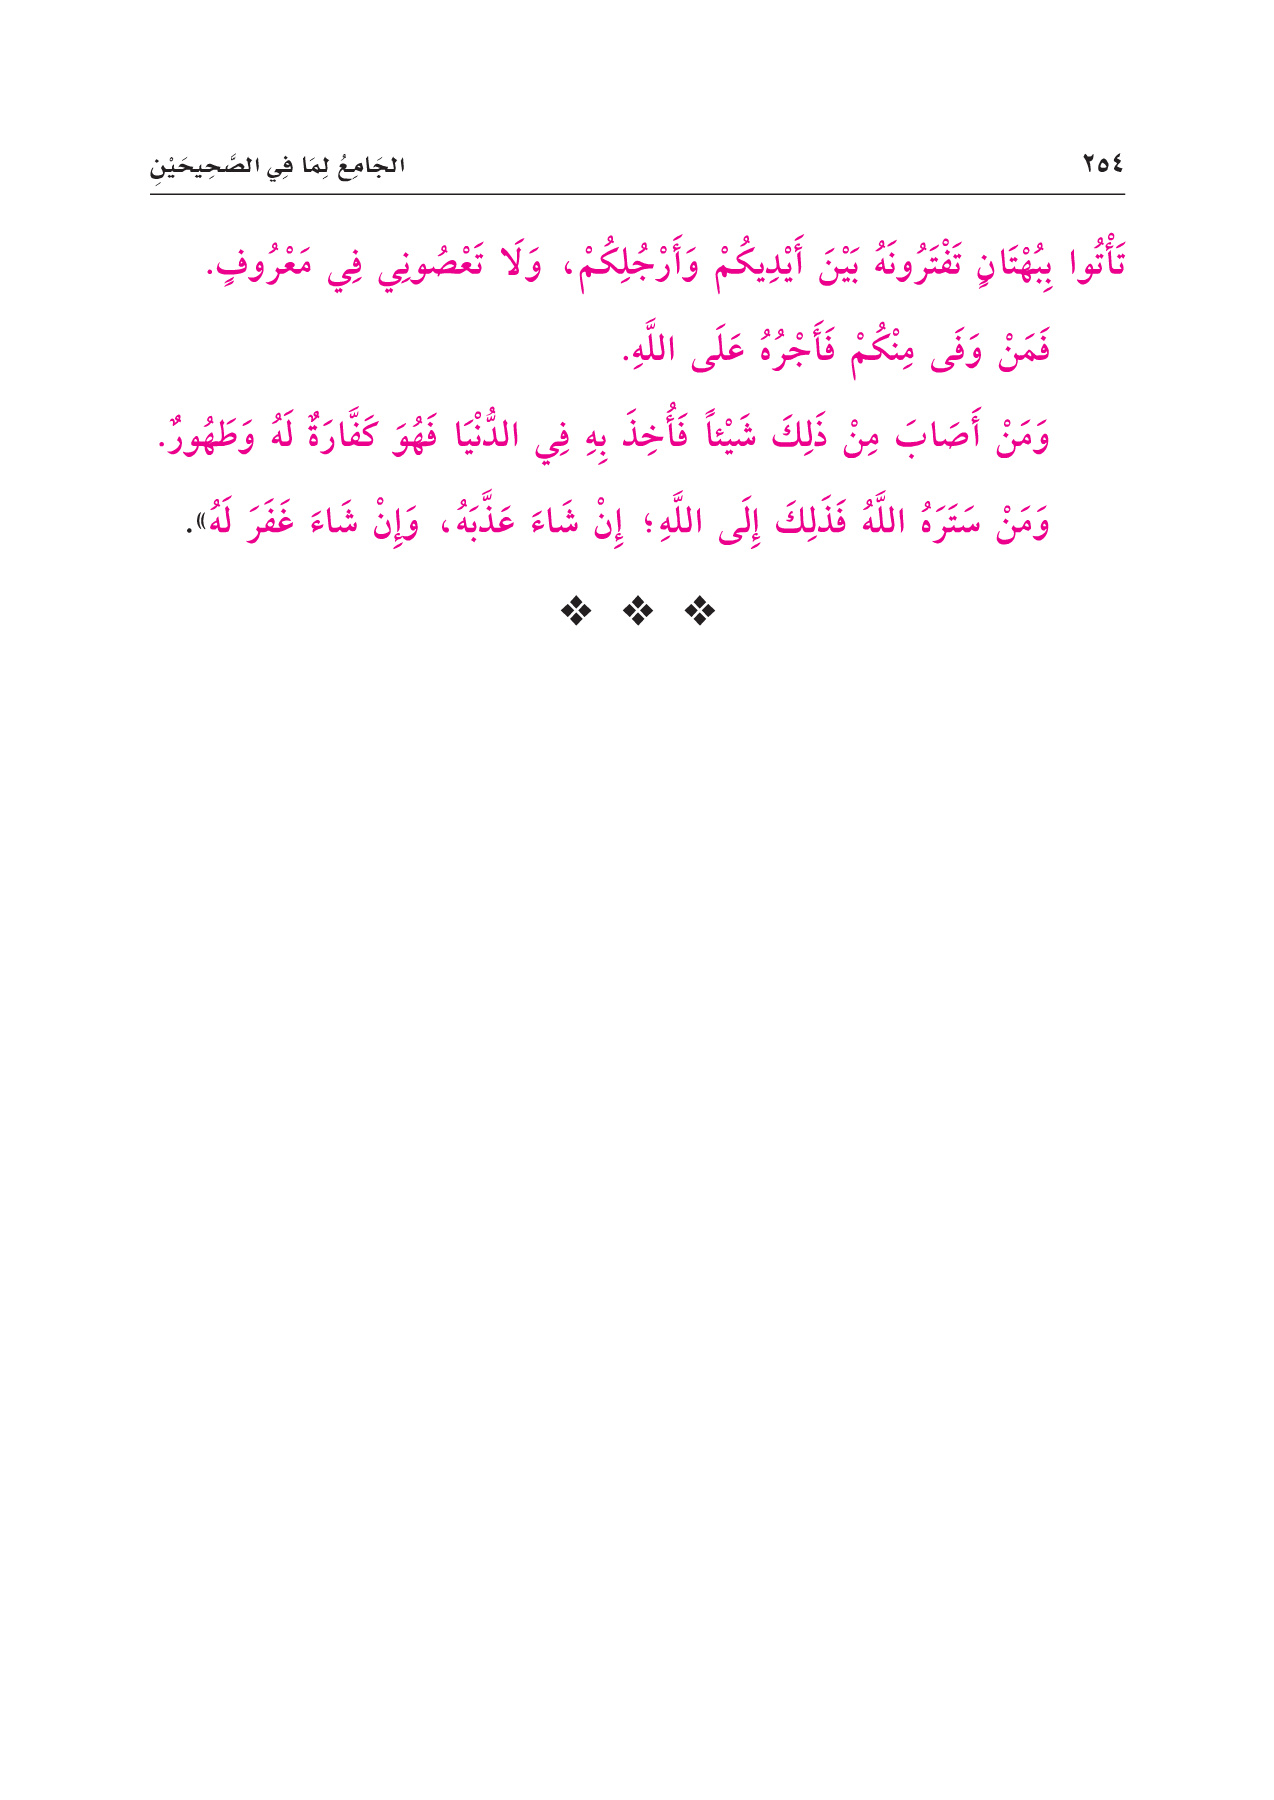 ٢٥٤ الجَامِعُ لِمَا فِي الصَّحِيحَيْنِ
تَأْتُوا بِبُهْتَانٍ تَفْتَرُونَهُ بَيْنَ أَيْدِيكُمْ وَأَرْجُلِكُمْ، وَلَا تَعْصُونِي فِي مَعْرُوفٍ.
فَمَنْ وَفَى مِنْكُمْ فَأَجْرُهُ عَلَى اللَّهِ.
وَمَنْ أَصَابَ مِنْ ذَلِكَ شَيْئاً فَأُخِذَ بِهِ فِي الدُّنْيَا فَهُوَ كَفَّارَةٌ لَهُ وَطَهُورٌ.
وَمَنْ سَتَرَهُ اللَّهُ فَذَلِكَ إِلَى اللَّهِ؛ إِنْ شَاءَ عَذَّبَهُ، وَإِنْ شَاءَ غَفَرَ لَهُ».